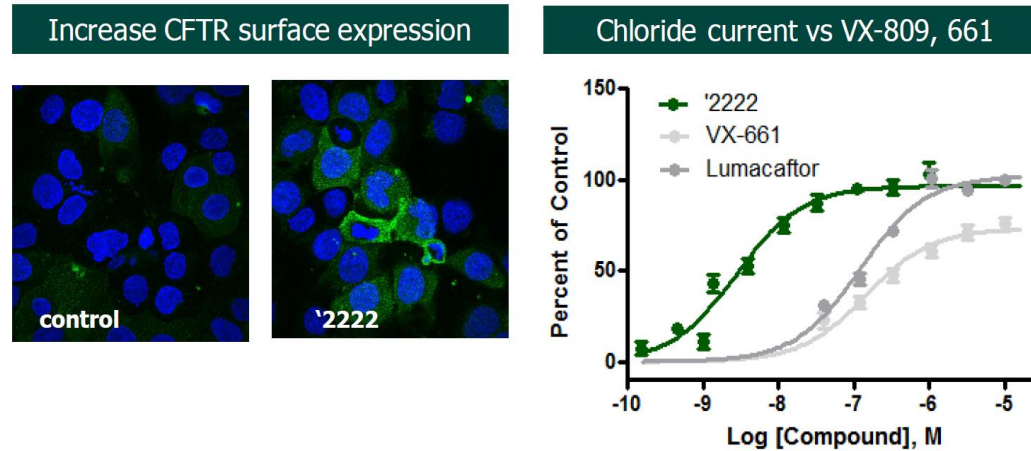 Increase CFTR surface expression
control
‘2222
Chloride current vs VX-809, 661
150
100
50
0
Percent of Control
'2222
VX-661
Lumacaftor
-10 -9 -8 -7 -6 -5
Log [Compound], M